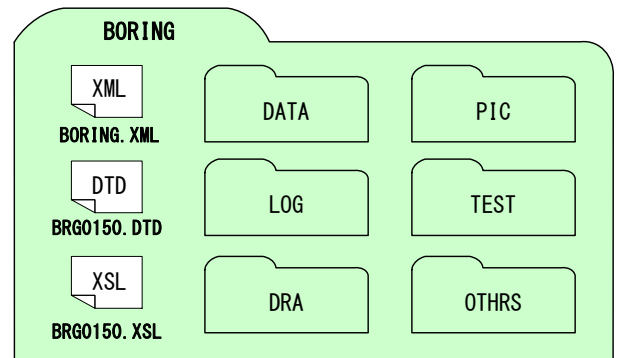 BORING
XML
BORING.XML
DATA
PIC
DTD
BRG0150.DTD
LOG
TEST
XSL
BRG0150.XSL
DRA
OTHRS